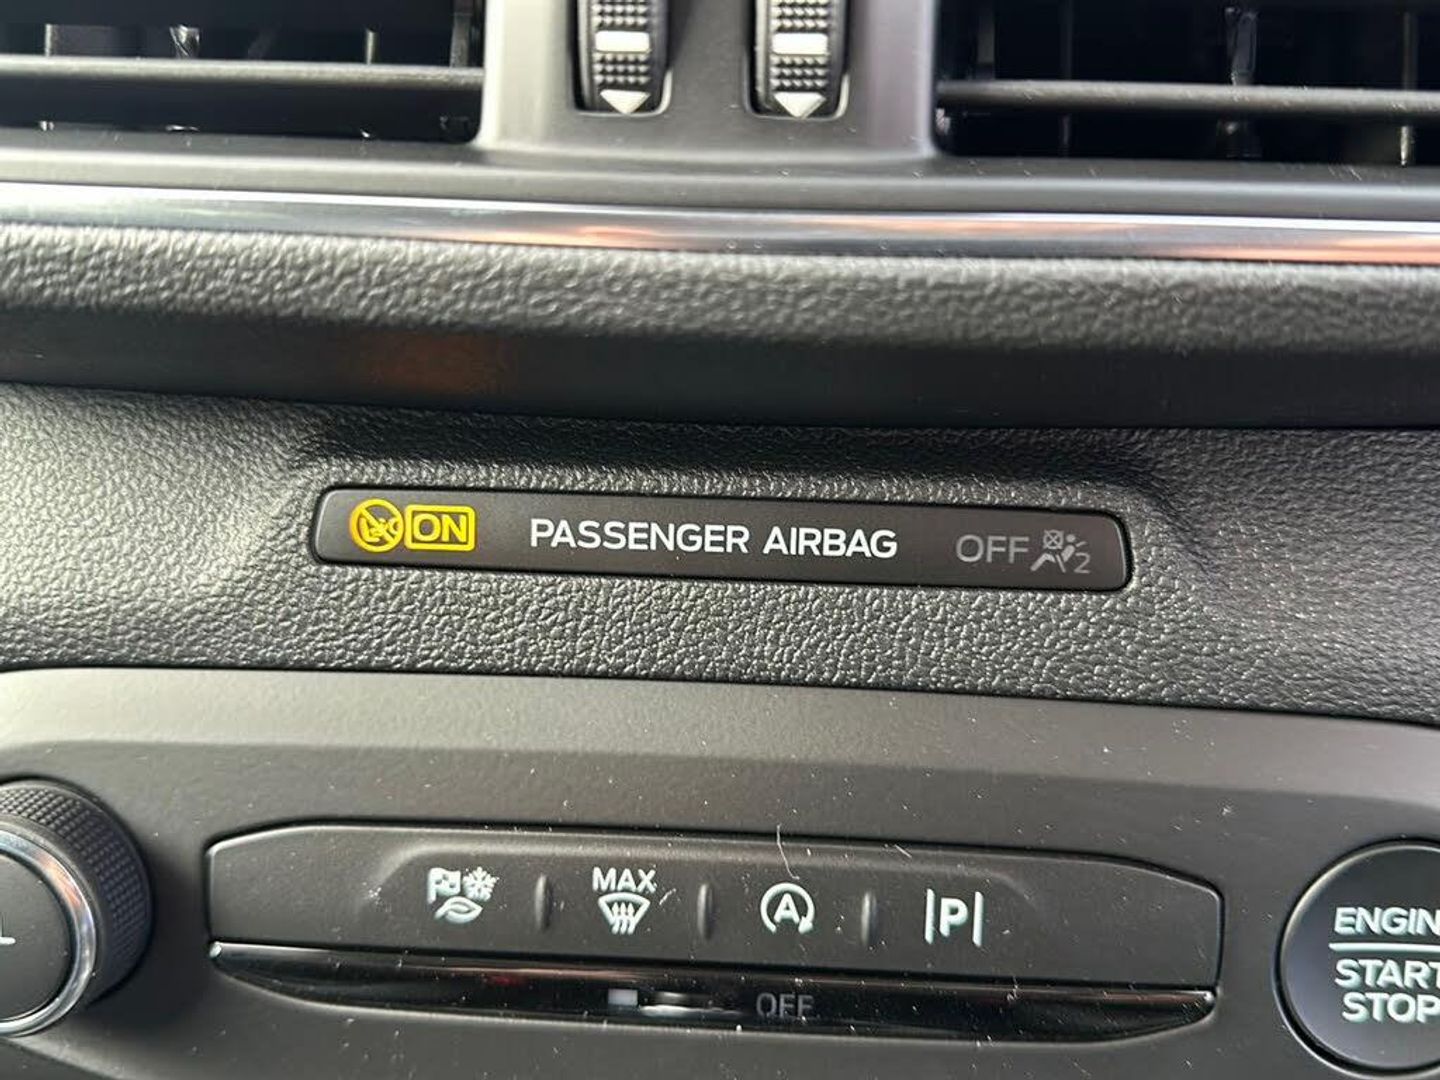 ON PASSENGER AIRBAG OFF 2
MAX
A
P
OFF
ENGIN
START
STOP
L